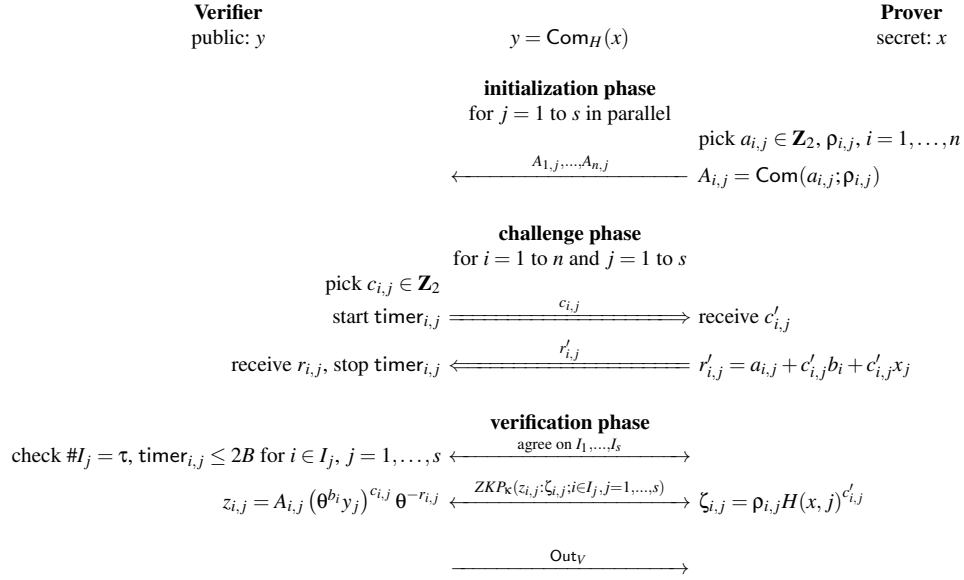 Verifier Prover
public: y y = Com_H(x) secret: x
initialization phase
for j = 1 to s in parallel
pick a_{i,j} ∈ Z_2, ρ_{i,j}, i = 1,...,n
A_{1,j},...,A_{n,j} A_{i,j} = Com(a_{i,j};ρ_{i,j})
challenge phase
for i = 1 to n and j = 1 to s
pick c_{i,j} ∈ Z_2
start timer_{i,j} c_{i,j} receive c'_{i,j}
receive r_{i,j}, stop timer_{i,j} r'_{i,j} r'_{i,j} = a_{i,j} + c'_{i,j}b_i + c'_{i,j}x_j
verification phase
check #I_j = τ, timer_{i,j} ≤ 2B for i ∈ I_j, j = 1,...,s agree on I_1,...,I_s
z_{i,j} = A_{i,j} (θ^{b_i} y_j)^{c_{i,j}} θ^{-r_{i,j}} ZKP_κ(z_{i,j}:ζ_{i,j};i∈I_j,j=1,...,s) ζ_{i,j} = ρ_{i,j}H(x, j)^{c'_{i,j}}
Out_V